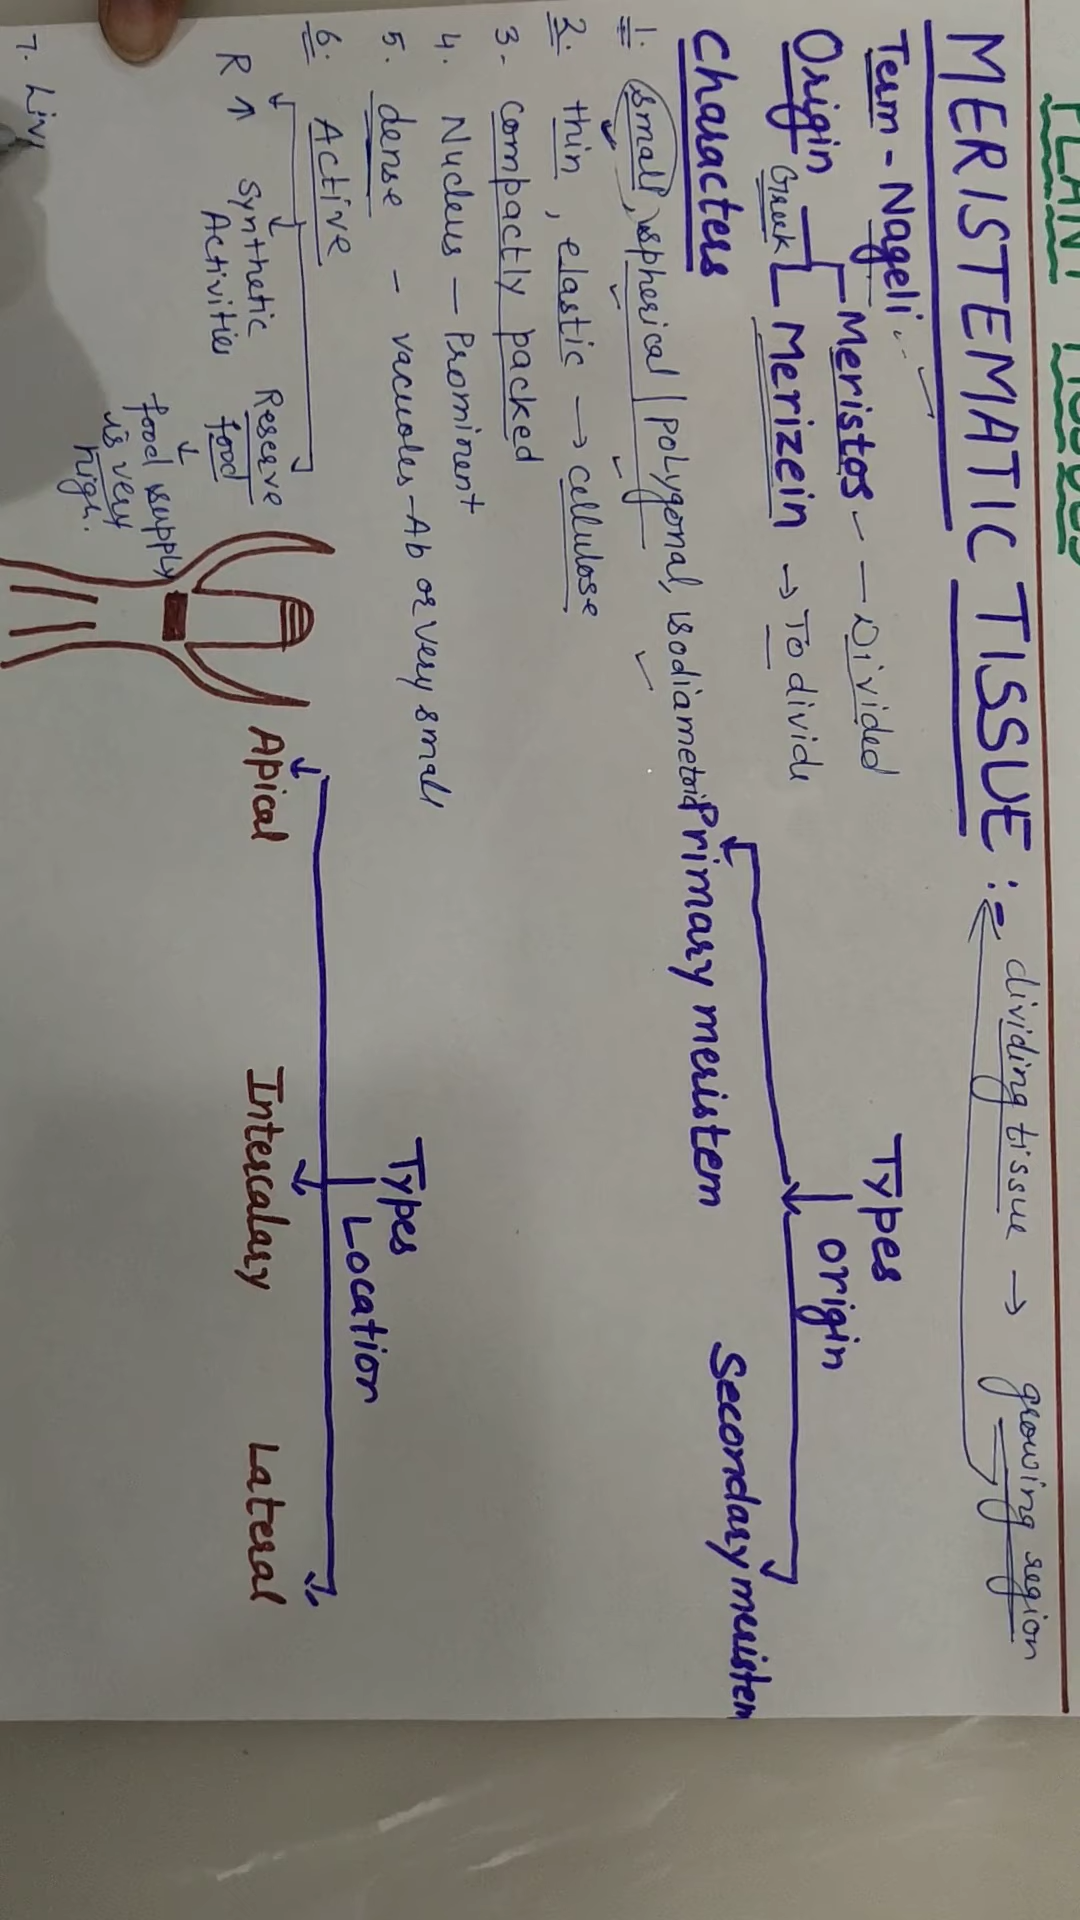 PLANT TISSUES
MERISTEMATIC TISSUE :- dividing tissue → growing region
Term - Nageli
Meristos - Divided
Origin
Greek
Merizein → To divide
Characters
1. small, spherical / polygonal, isodiametric
2. thin, elastic → cellulose
3. Compactly packed
4. Nucleus - Prominent
5. dense - vacuoles - Ab or very small
6. Active
R ↑ Synthetic Activities Reserve food
↓
food supply is very high.
7. Liv
Types
Origin
Primary meristem Secondary meristem
Types
Location
Apical Intercalary Lateral